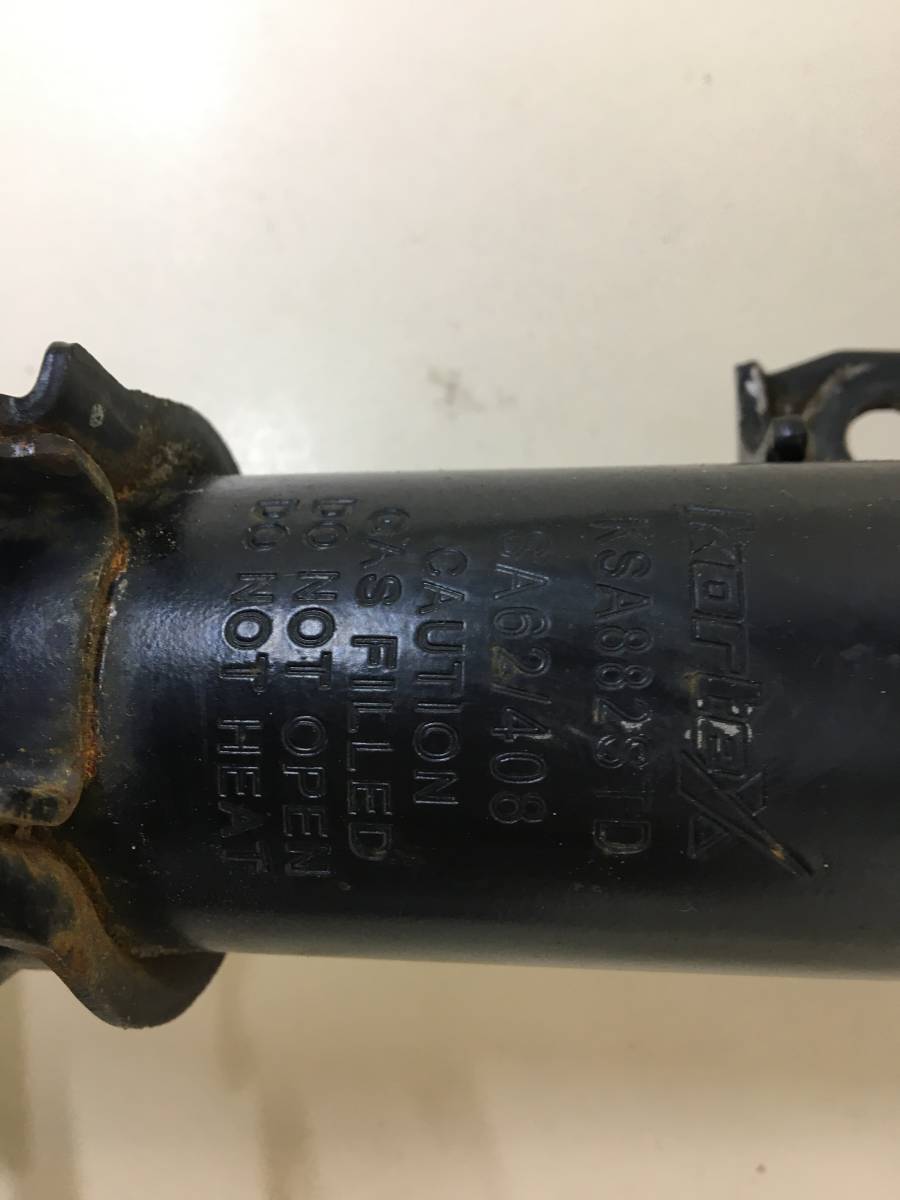 KorTeX
KSA882STD
SA62/408
CAUTION
GAS FILLED
DO NOT OPEN
DO NOT HEAT